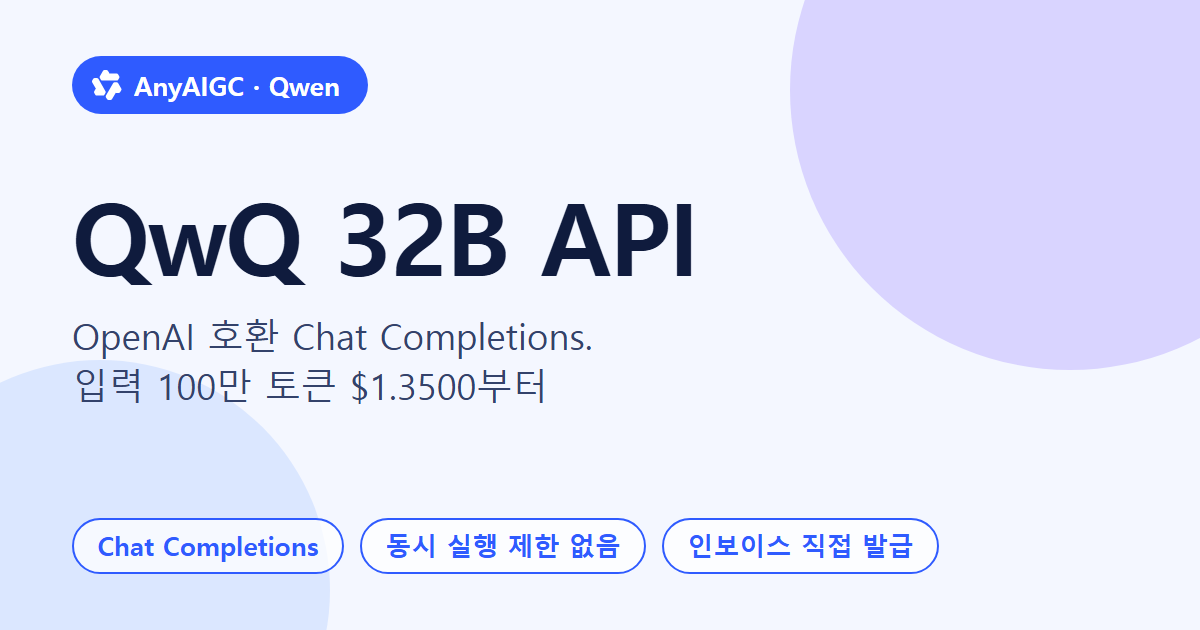 AnyAIGC · Qwen
QwQ 32B API
OpenAI 호환 Chat Completions.
입력 100만 토큰 $1.3500부터
Chat Completions
동시 실행 제한 없음
인보이스 직접 발급